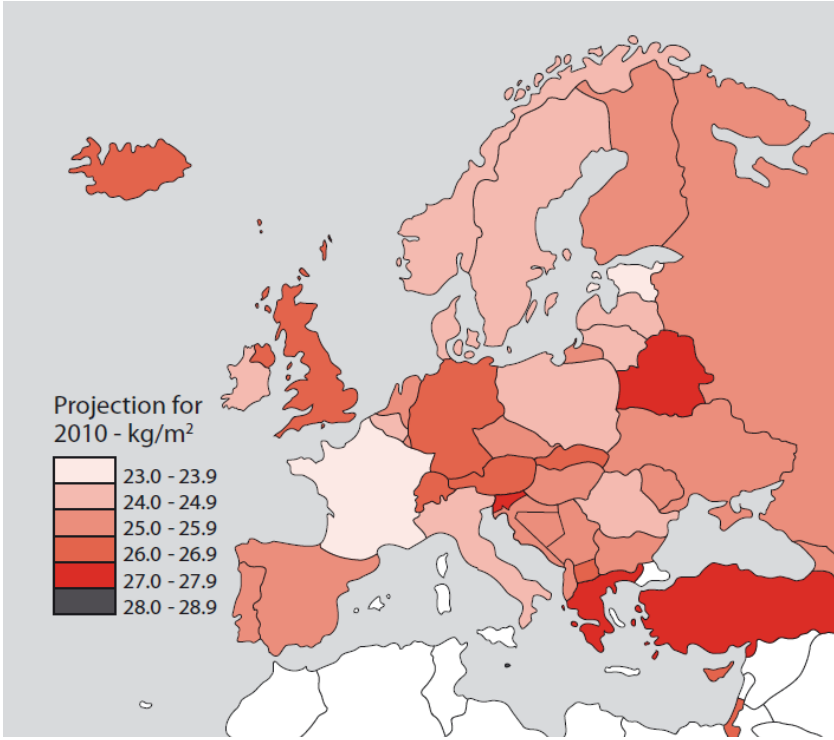 Projection for
2010 - kg/m²
23.0 - 23.9
24.0 - 24.9
25.0 - 25.9
26.0 - 26.9
27.0 - 27.9
28.0 - 28.9